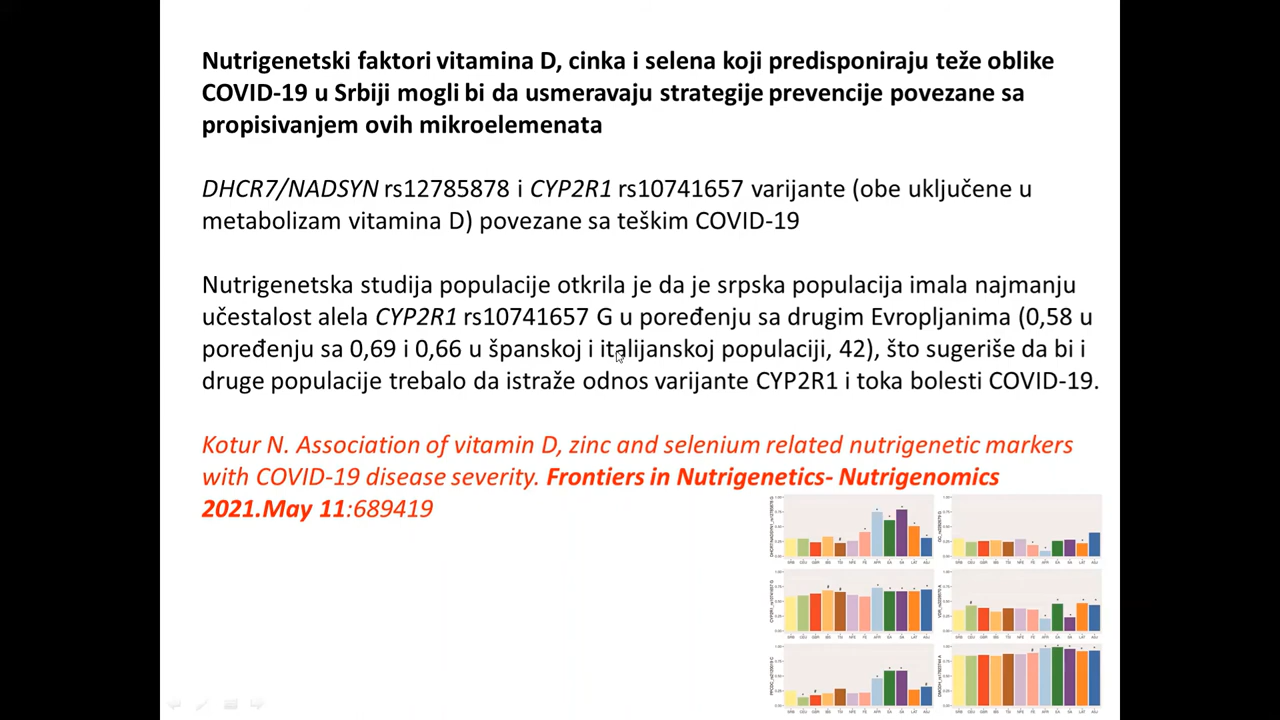 Nutrigenetski faktori vitamina D, cinka i selena koji predisponiraju teže oblike
COVID-19 u Srbiji mogli bi da usmeravaju strategije prevencije povezane sa
propisivanjem ovih mikroelemenata
DHCR7/NADSYN rs12785878 i CYP2R1 rs10741657 varijante (obe uključene u
metabolizam vitamina D) povezane sa teškim COVID-19
Nutrigenetska studija populacije otkrila je da je srpska populacija imala najmanju
učestalost alela CYP2R1 rs10741657 G u poređenju sa drugim Evropljanima (0,58 u
poređenju sa 0,69 i 0,66 u španskoj i italijanskoj populaciji, 42), što sugeriše da bi i
druge populacije trebalo da istraže odnos varijante CYP2R1 i toka bolesti COVID-19.
Kotur N. Association of vitamin D, zinc and selenium related nutrigenetic markers
with COVID-19 disease severity. Frontiers in Nutrigenetics- Nutrigenomics
2021.May 11:689419